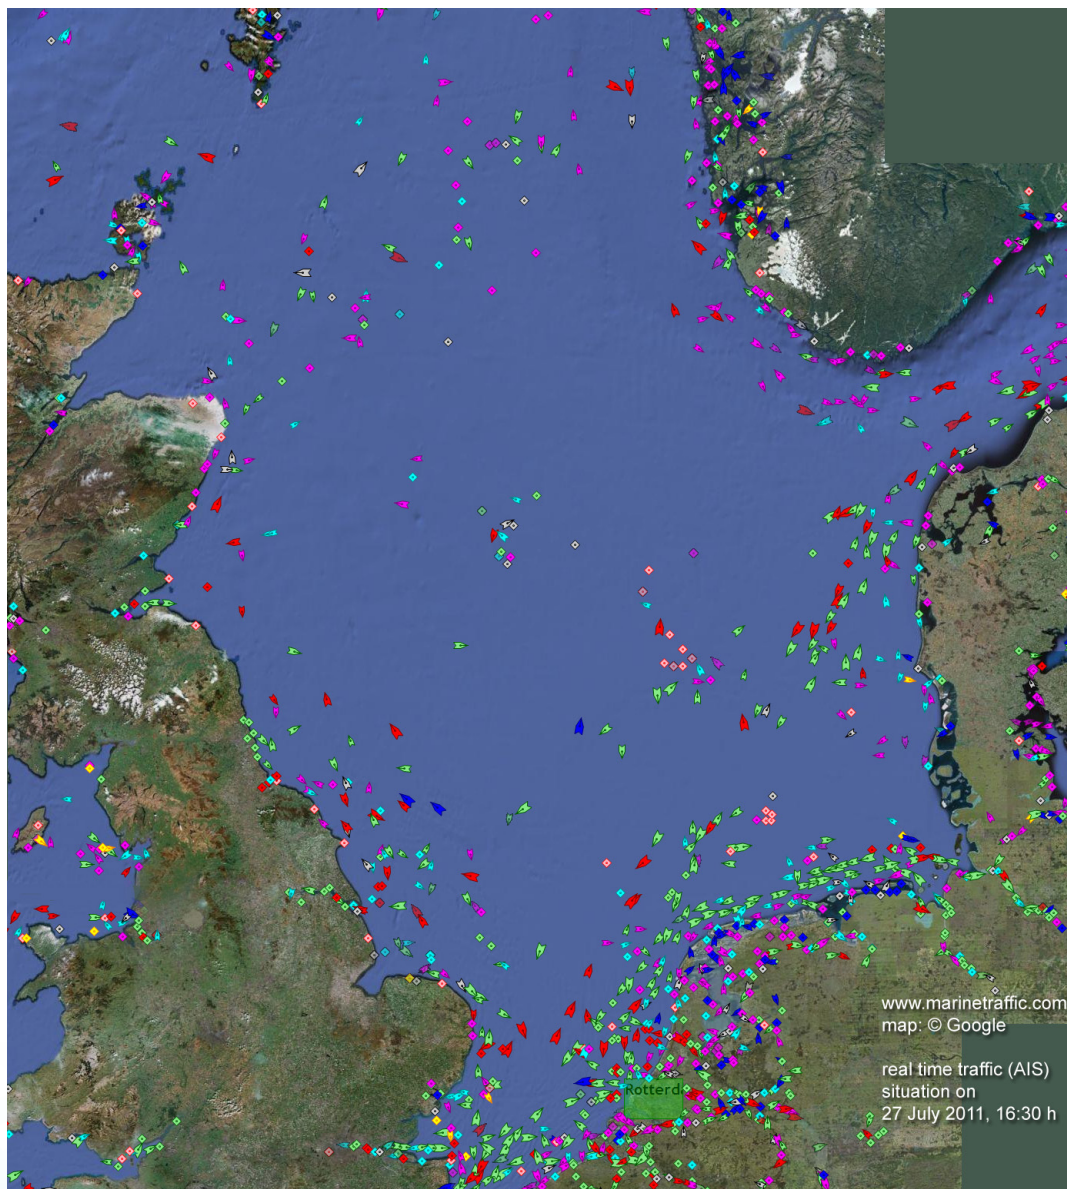 Rotterd
www.marinetraffic.com
map: © Google
real time traffic (AIS)
situation on
27 July 2011, 16:30 h